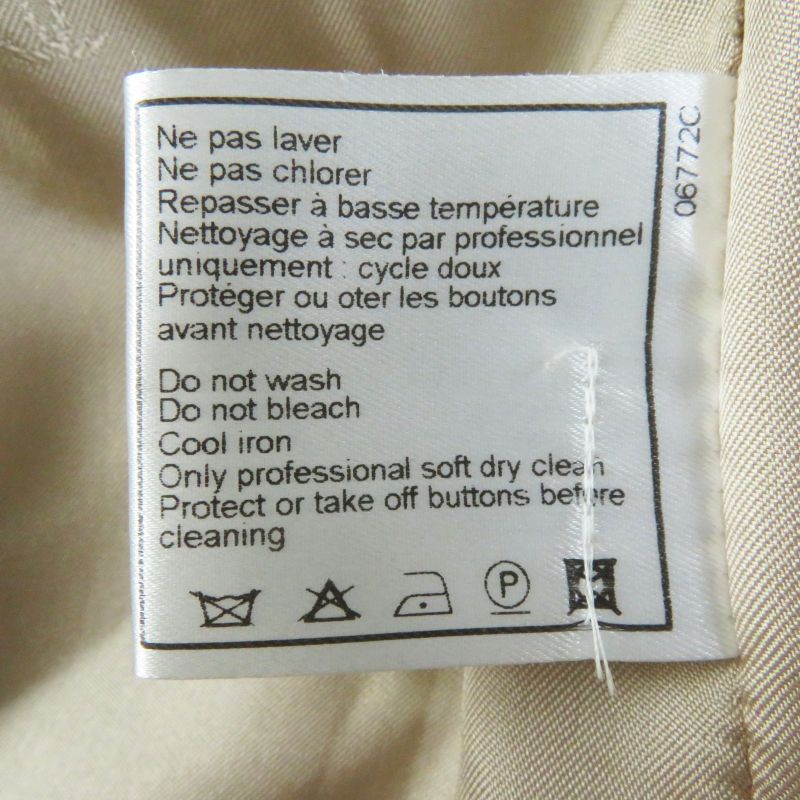 Ne pas laver
Ne pas chlorer
Repasser à basse température
Nettoyage à sec par professionnel
uniquement : cycle doux
Protéger ou oter les boutons
avant nettoyage
Do not wash
Do not bleach
Cool iron
Only professional soft dry clean
Protect or take off buttons before
cleaning
P
06772C